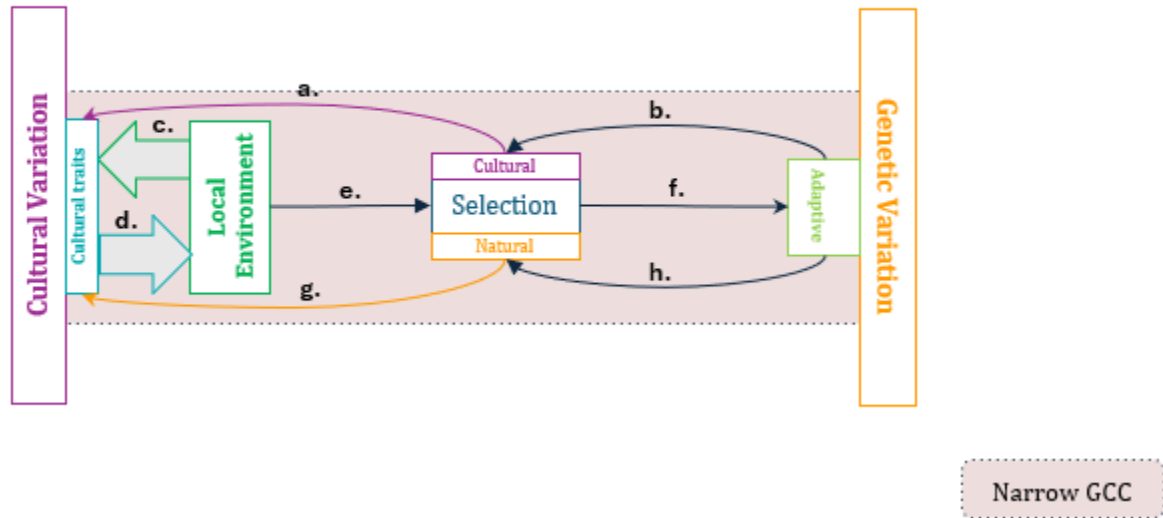 Cultural Variation
Cultural traits
a.
c.
d.
g.
Local
Environment
e.
Cultural
Selection
Natural
b.
f.
h.
Adaptive
Genetic Variation
Narrow GCC